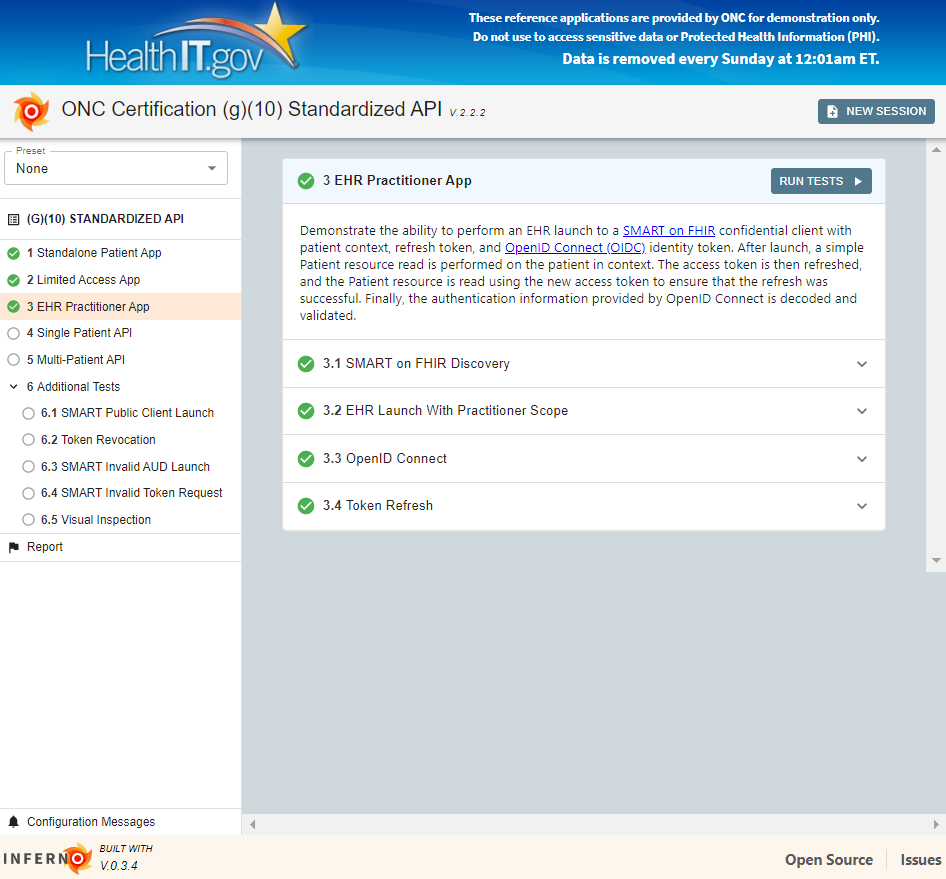 HealthIT.gov
These reference applications are provided by ONC for demonstration only.
Do not use to access sensitive data or Protected Health Information (PHI).
Data is removed every Sunday at 12:01am ET.
ONC Certification (g)(10) Standardized API V.2.2.2
NEW SESSION
Preset
None
(G)(10) STANDARDIZED API
1 Standalone Patient App
2 Limited Access App
3 EHR Practitioner App
4 Single Patient API
5 Multi-Patient API
6 Additional Tests
6.1 SMART Public Client Launch
6.2 Token Revocation
6.3 SMART Invalid AUD Launch
6.4 SMART Invalid Token Request
6.5 Visual Inspection
Report
3 EHR Practitioner App
RUN TESTS
Demonstrate the ability to perform an EHR launch to a SMART on FHIR confidential client with
patient context, refresh token, and OpenID Connect (OIDC) identity token. After launch, a simple
Patient resource read is performed on the patient in context. The access token is then refreshed,
and the Patient resource is read using the new access token to ensure that the refresh was
successful. Finally, the authentication information provided by OpenID Connect is decoded and
validated.
3.1 SMART on FHIR Discovery
3.2 EHR Launch With Practitioner Scope
3.3 OpenID Connect
3.4 Token Refresh
Configuration Messages
INFERNO
BUILT WITH
V.0.3.4
Open Source
Issues